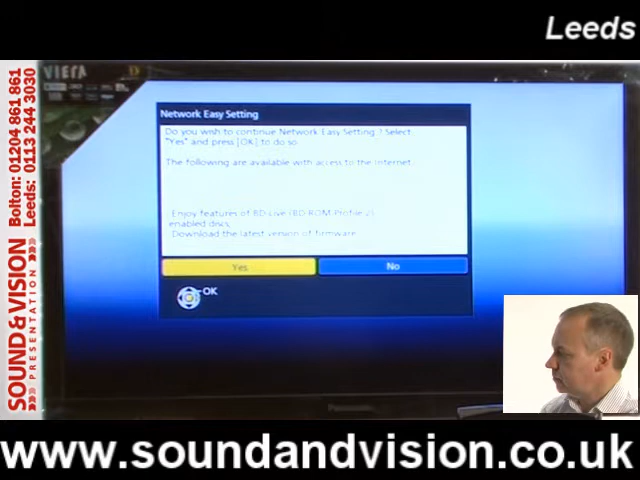 Leeds
VIERA
SOUND & VISION
PRESENTATION
Bolton: 01204 861 861
Leeds: 0113 244 3030
Network Easy Setting
Do you wish to continue Network Easy Setting ? Select
"Yes" and press [OK] to do so.
The following are available with access to the Internet.
Enjoy features of BD-Live (BD-ROM Profile 2)
enabled discs,
Download the latest version of firmware
Yes
No
OK
Panasonic
www.soundandvision.co.uk